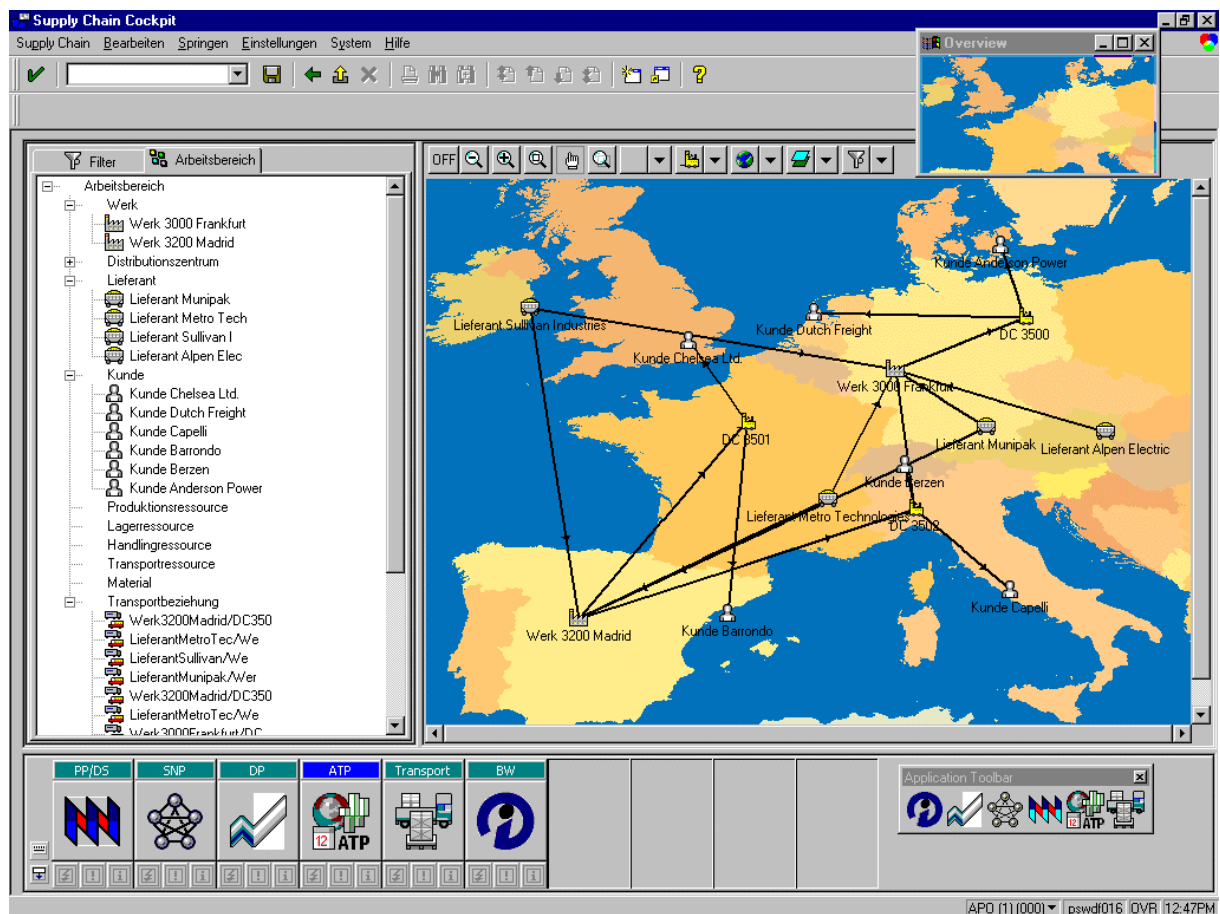 Supply Chain Cockpit
Supply Chain Bearbeiten Springen Einstellungen System Hilfe
Overview
Filter
Arbeitsbereich
Arbeitsbereich
Werk
Werk 3000 Frankfurt
Werk 3200 Madrid
Distributionszentrum
Lieferant
Lieferant Munipak
Lieferant Metro Tech
Lieferant Sullivan I
Lieferant Alpen Elec
Kunde
Kunde Chelsea Ltd.
Kunde Dutch Freight
Kunde Capelli
Kunde Barrondo
Kunde Berzen
Kunde Anderson Power
Produktionsressource
Lagerressource
Handlingressource
Transportressource
Material
Transportbeziehung
Werk3200Madrid/DC350
LieferantMetroTec/We
LieferantSullivan/We
LieferantMunipak/Wer
Werk3200Madrid/DC350
LieferantMetroTec/We
Werk3000Frankfurt/DC
OFF
Kunde Anderson Power
Lieferant Sullivan Industries
Kunde Dutch Freight
DC 3500
Kunde Chelsea Ltd.
Werk 3000 Frankfurt
DC 3501
Lieferant Munipak
Lieferant Alpen Electric
Kunde Berzen
Lieferant Metro Technologies
DC 3502
Kunde Capelli
Werk 3200 Madrid
Kunde Barrondo
PP/DS SNP DP ATP Transport BW
12 ATP
Application Toolbar
12 ATP
APO (1) (000) pswdf016 OVR 12:47PM